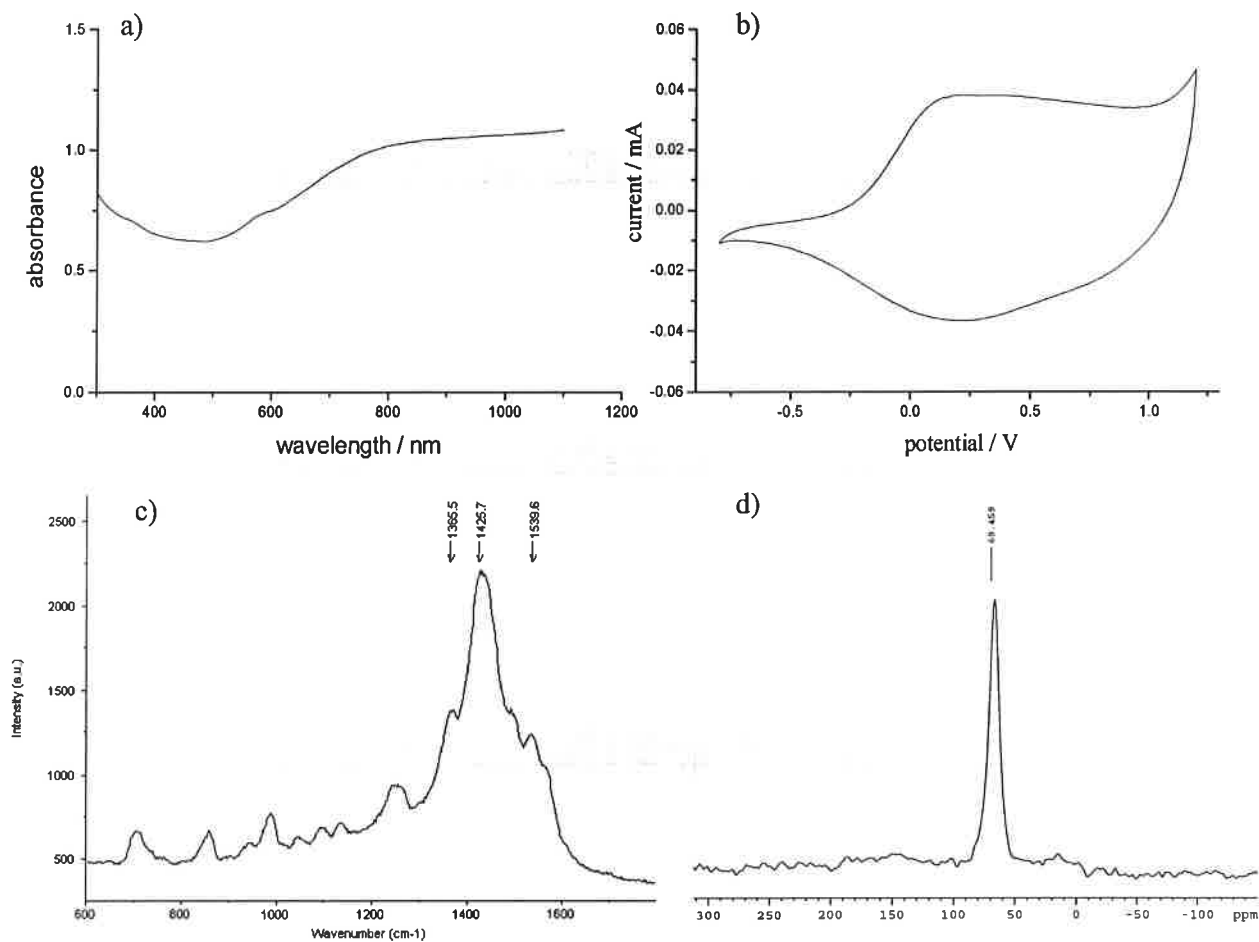 a)
1.5
1.0
0.5
0.0
absorbance
400 600 800 1000 1200
wavelength / nm
b)
0.06
0.04
0.02
0.00
-0.02
-0.04
-0.06
current / mA
-0.5 0.0 0.5 1.0
potential / V
c)
1365.5
1425.7
1539.6
2500
2000
1500
1000
500
Intensity (a.u.)
600 800 1000 1200 1400 1600
Wavenumber (cm-1)
d)
300 250 200 150 100 50 0 -50 -100 ppm